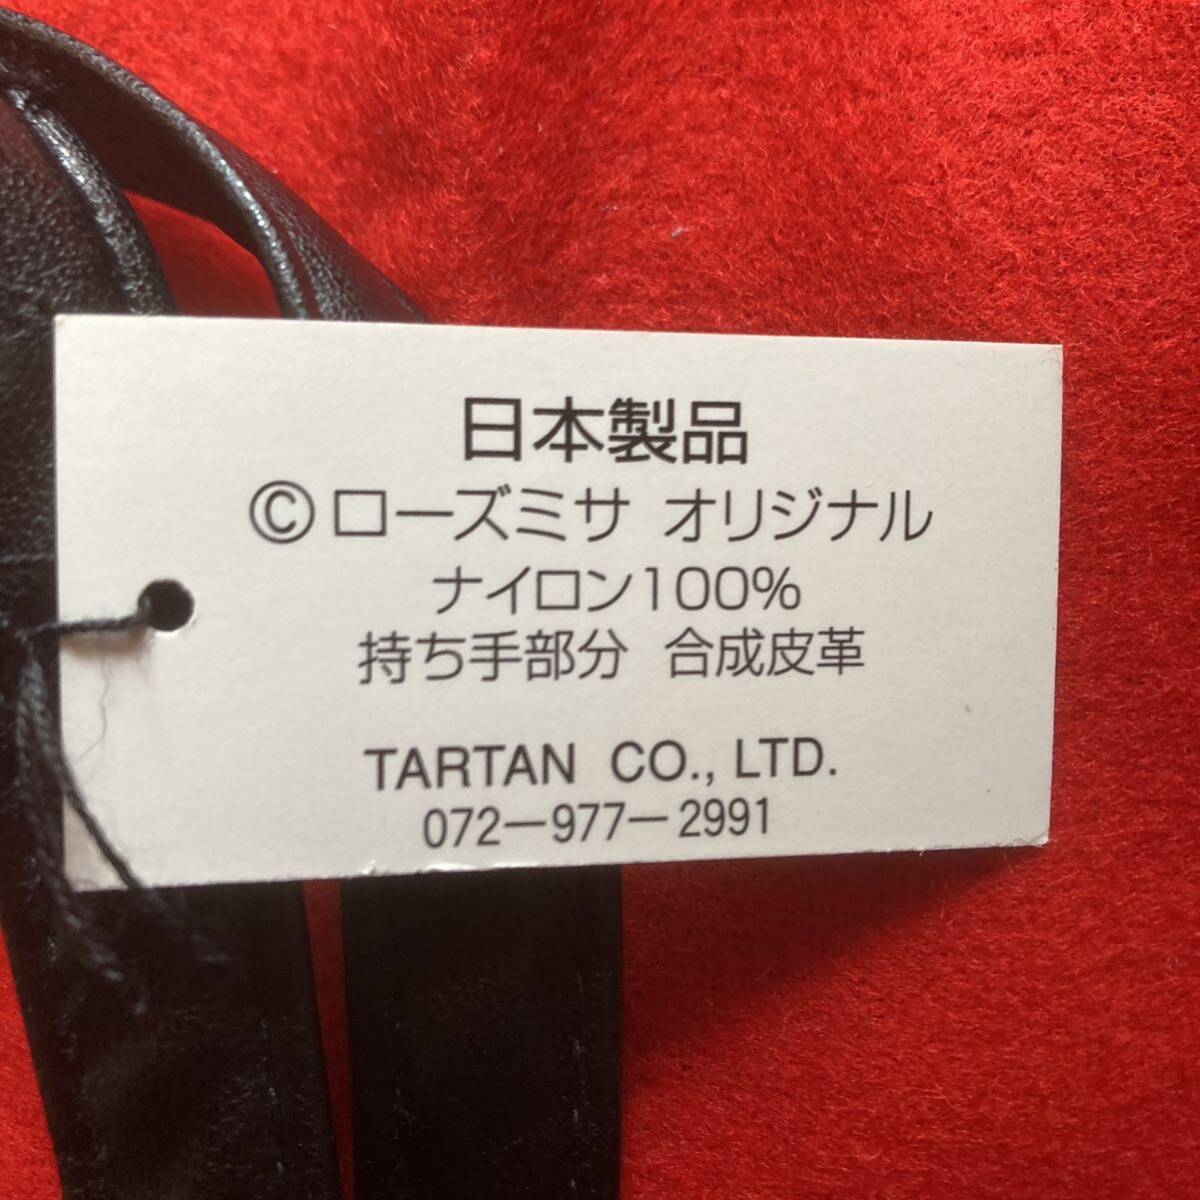 日本製品
©ローズミサ オリジナル
ナイロン100%
持ち手部分 合成皮革
TARTAN CO., LTD.
072-977-2991